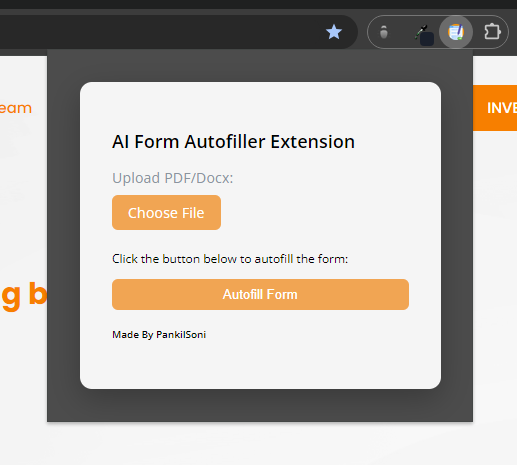 eam
INVE
AI Form Autofiller Extension
Upload PDF/Docx:
Choose File
Click the button below to autofill the form:
g b
Autofill Form
Made By PankilSoni